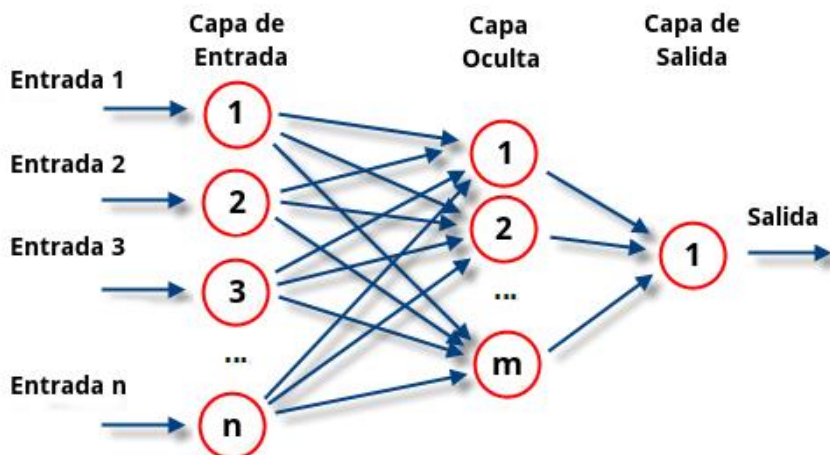 Capa de
Entrada
Capa
Oculta
Capa de
Salida
Entrada 1
1
Entrada 2
2
Entrada 3
3
...
Entrada n
n
1
2
...
m
1
Salida